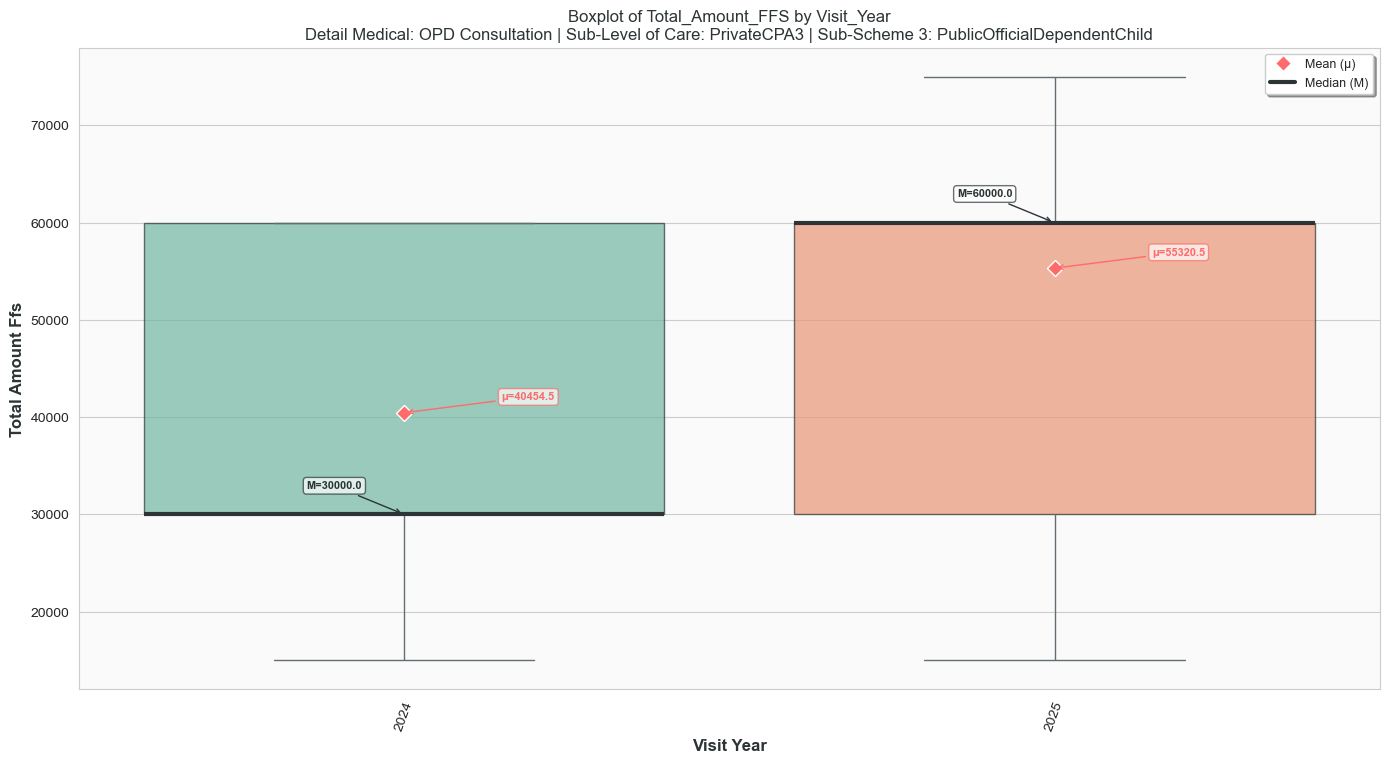 Boxplot of Total_Amount_FFS by Visit_Year
Detail Medical: OPD Consultation | Sub-Level of Care: PrivateCPA3 | Sub-Scheme 3: PublicOfficialDependentChild
Mean (μ)
Median (M)
Total Amount Ffs
70000
60000
50000
40000
30000
20000
M=60000.0
μ=55320.5
μ=40454.5
M=30000.0
2024
2025
Visit Year